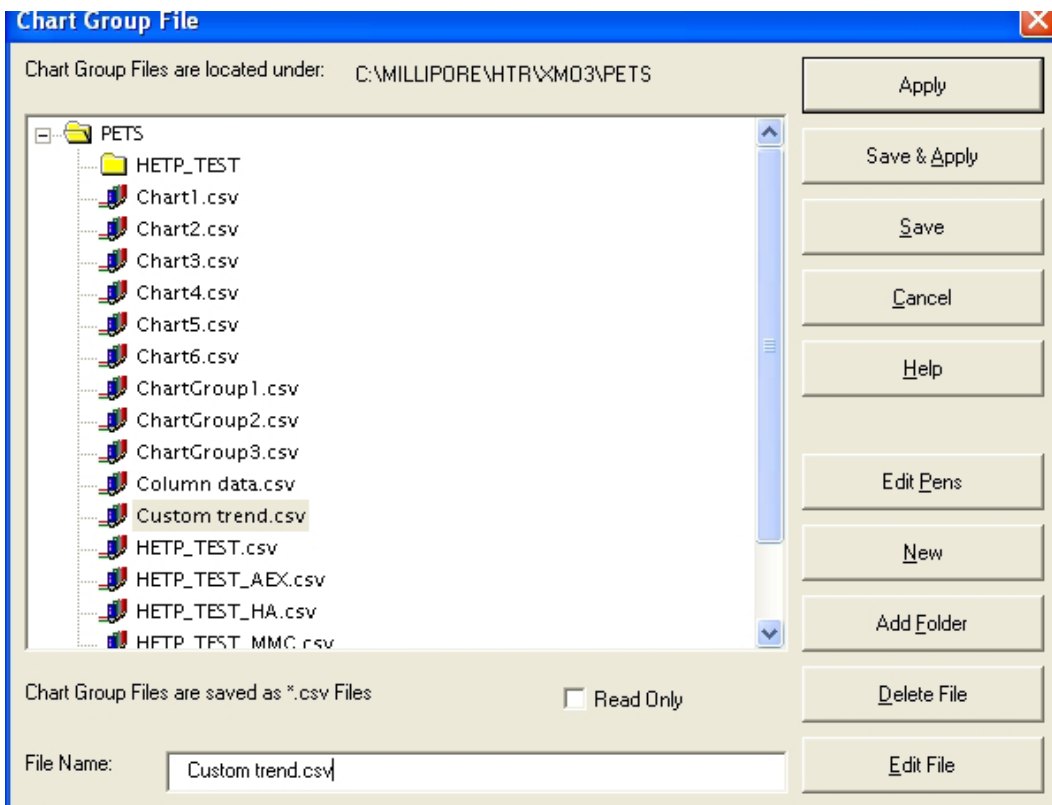 Chart Group File
Chart Group Files are located under: C:\MILLIPORE\HTR\XMO3\PETS
PETS
HETP_TEST
Chart1.csv
Chart2.csv
Chart3.csv
Chart4.csv
Chart5.csv
Chart6.csv
ChartGroup1.csv
ChartGroup2.csv
ChartGroup3.csv
Column data.csv
Custom trend.csv
HETP_TEST.csv
HETP_TEST_AEX.csv
HETP_TEST_HA.csv
HETP_TEST_MMC.csv
Chart Group Files are saved as *.csv Files
Read Only
File Name: Custom trend.csv
Apply
Save & Apply
Save
Cancel
Help
Edit Pens
New
Add Folder
Delete File
Edit File